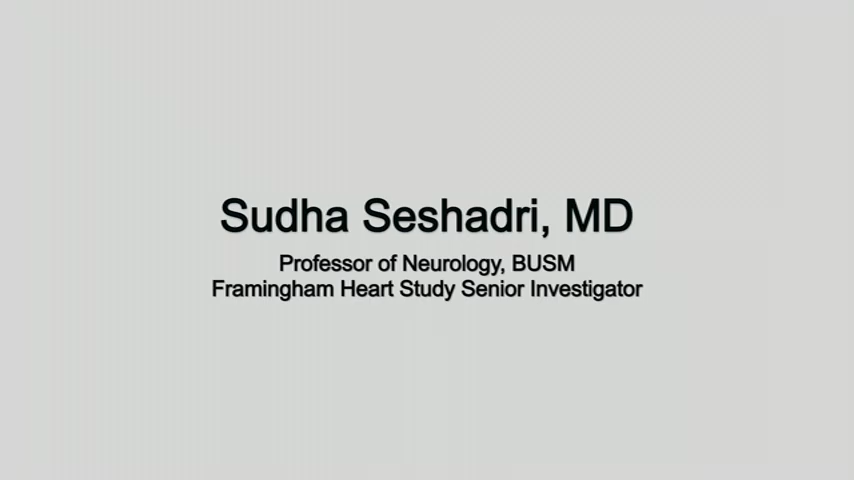 Sudha Seshadri, MD
Professor of Neurology, BUSM
Framingham Heart Study Senior Investigator